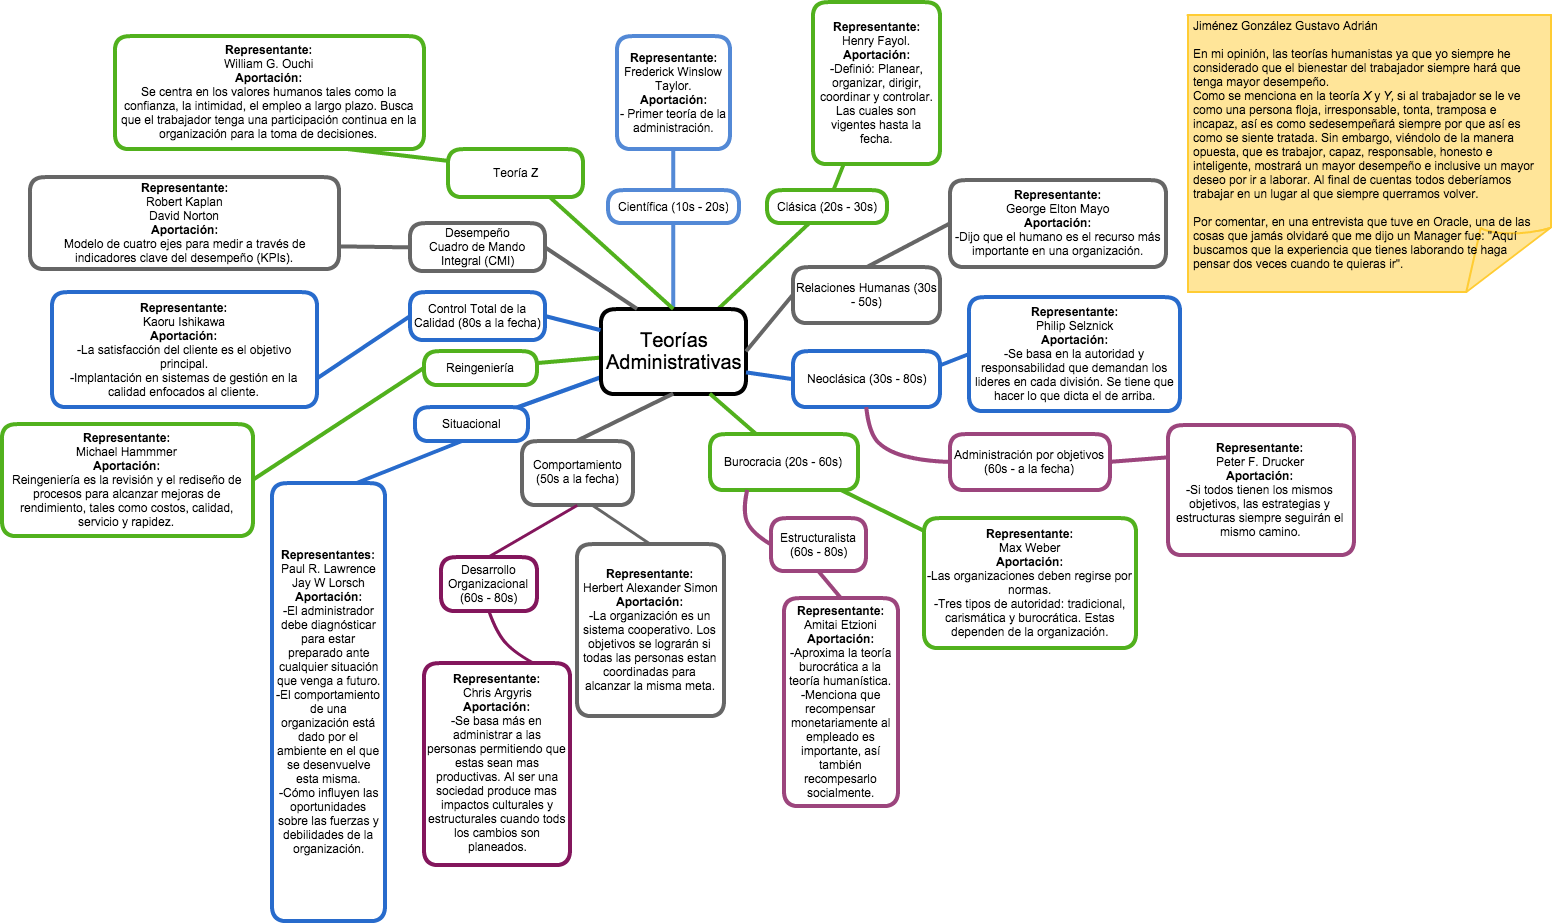 Representante:
William G. Ouchi
Aportación:
Se centra en los valores humanos tales como la
confianza, la intimidad, el empleo a largo plazo. Busca
que el trabajador tenga una participación continua en la
organización para la toma de decisiones.
Teoría Z
Representante:
Frederick Winslow
Taylor.
Aportación:
- Primer teoría de la
administración.
Científica (10s - 20s)
Representante:
Henry Fayol.
Aportación:
-Definió: Planear,
organizar, dirigir,
coordinar y controlar.
Las cuales son
vigentes hasta la
fecha.
Clásica (20s - 30s)
Jiménez González Gustavo Adrián
En mi opinión, las teorías humanistas ya que yo siempre he
considerado que el bienestar del trabajador siempre hará que
tenga mayor desempeño.
Como se menciona en la teoría X y Y, si al trabajador se le ve
como una persona floja, irresponsable, tonta, tramposa e
incapaz, así es como sedesempeñará siempre por que así es
como se siente tratada. Sin embargo, viéndolo de la manera
opuesta, que es trabajor, capaz, responsable, honesto e
inteligente, mostrará un mayor desempeño e inclusive un mayor
deseo por ir a laborar. Al final de cuentas todos deberíamos
trabajar en un lugar al que siempre querramos volver.
Por comentar, en una entrevista que tuve en Oracle, una de las
cosas que jamás olvidaré que me dijo un Manager fue: "Aquí
buscamos que la experiencia que tienes laborando te haga
pensar dos veces cuando te quieras ir".
Representante:
Robert Kaplan
David Norton
Aportación:
Modelo de cuatro ejes para medir a través de
indicadores clave del desempeño (KPIs).
Desempeño
Cuadro de Mando
Integral (CMI)
Representante:
George Elton Mayo
Aportación:
-Dijo que el humano es el recurso más
importante en una organización.
Relaciones Humanas (30s
- 50s)
Representante:
Kaoru Ishikawa
Aportación:
-La satisfacción del cliente es el objetivo
principal.
-Implantación en sistemas de gestión en la
calidad enfocados al cliente.
Control Total de la
Calidad (80s a la fecha)
Teorías
Administrativas
Reingeniería
Neoclásica (30s - 80s)
Representante:
Philip Selznick
Aportación:
-Se basa en la autoridad y
responsabilidad que demandan los
lideres en cada división. Se tiene que
hacer lo que dicta el de arriba.
Situacional
Representante:
Michael Hammmer
Aportación:
Reingeniería es la revisión y el rediseño de
procesos para alcanzar mejoras de
rendimiento, tales como costos, calidad,
servicio y rapidez.
Comportamiento
(50s a la fecha)
Burocracia (20s - 60s)
Administración por objetivos
(60s - a la fecha)
Representante:
Peter F. Drucker
Aportación:
-Si todos tienen los mismos
objetivos, las estrategias y
estructuras siempre seguirán el
mismo camino.
Representantes:
Paul R. Lawrence
Jay W Lorsch
Aportación:
-El administrador
debe diagnósticar
para estar
preparado ante
cualquier situación
que venga a futuro.
-El comportamiento
de una
organización está
dado por el
ambiente en el que
se desenvuelve
esta misma.
-Cómo influyen las
oportunidades
sobre las fuerzas y
debilidades de la
organización.
Desarrollo
Organizacional
(60s - 80s)
Representante:
Chris Argyris
Aportación:
-Se basa más en
administrar a las
personas permitiendo que
estas sean mas
productivas. Al ser una
sociedad produce mas
impactos culturales y
estructurales cuando tods
los cambios son
planeados.
Representante:
Herbert Alexander Simon
Aportación:
-La organización es un
sistema cooperativo. Los
objetivos se lograrán si
todas las personas estan
coordinadas para
alcanzar la misma meta.
Estructuralista
(60s - 80s)
Representante:
Amitai Etzioni
Aportación:
-Aproxima la teoría
burocrática a la
teoría humanística.
-Menciona que
recompensar
monetariamente al
empleado es
importante, así
también
recompesarlo
socialmente.
Representante:
Max Weber
Aportación:
-Las organizaciones deben regirse por
normas.
-Tres tipos de autoridad: tradicional,
carismática y burocrática. Estas
dependen de la organización.